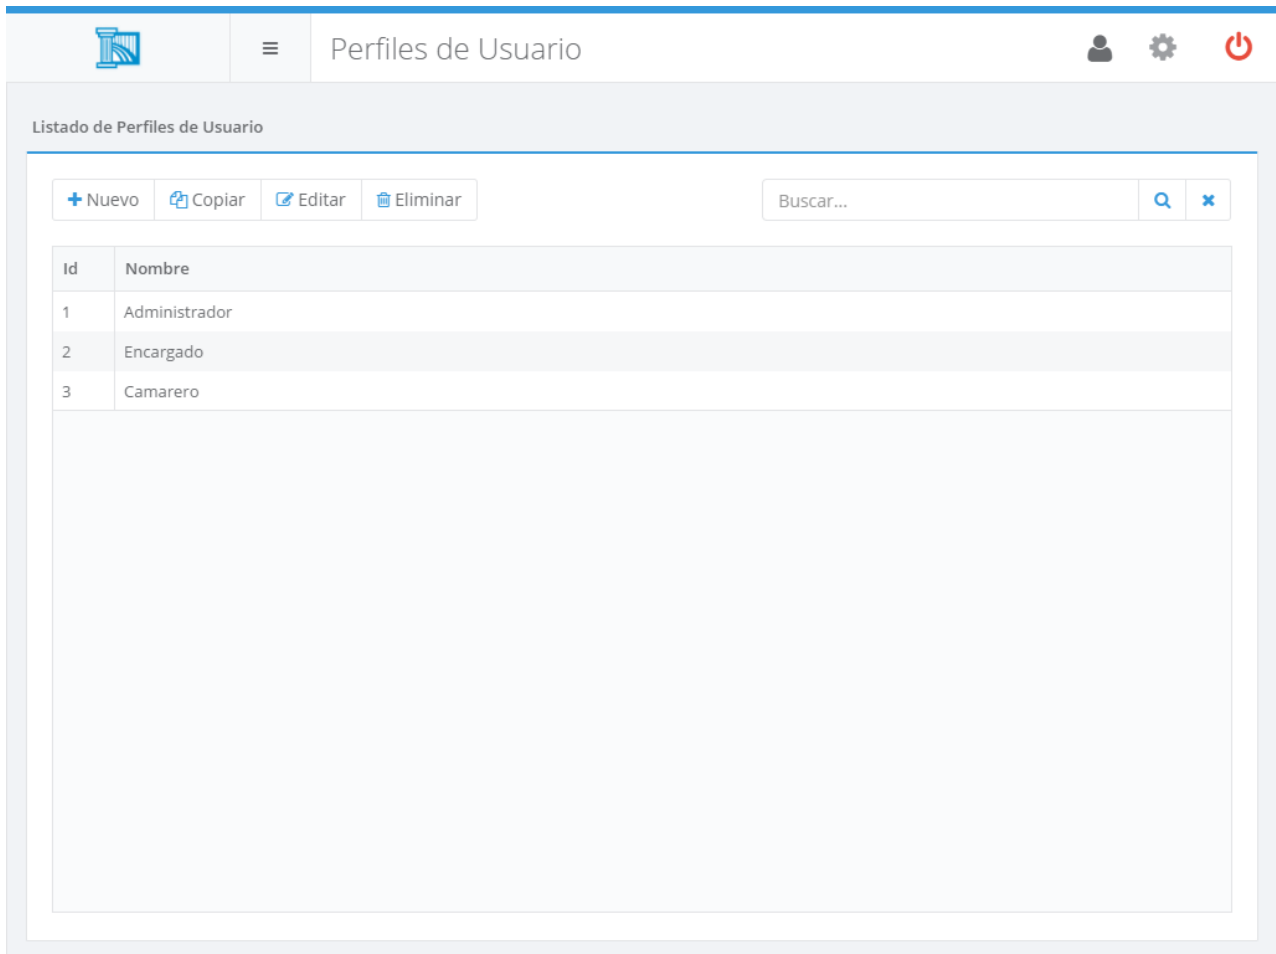 Perfiles de Usuario
Listado de Perfiles de Usuario
Nuevo Copiar Editar Eliminar Buscar...
Id Nombre
1 Administrador
2 Encargado
3 Camarero